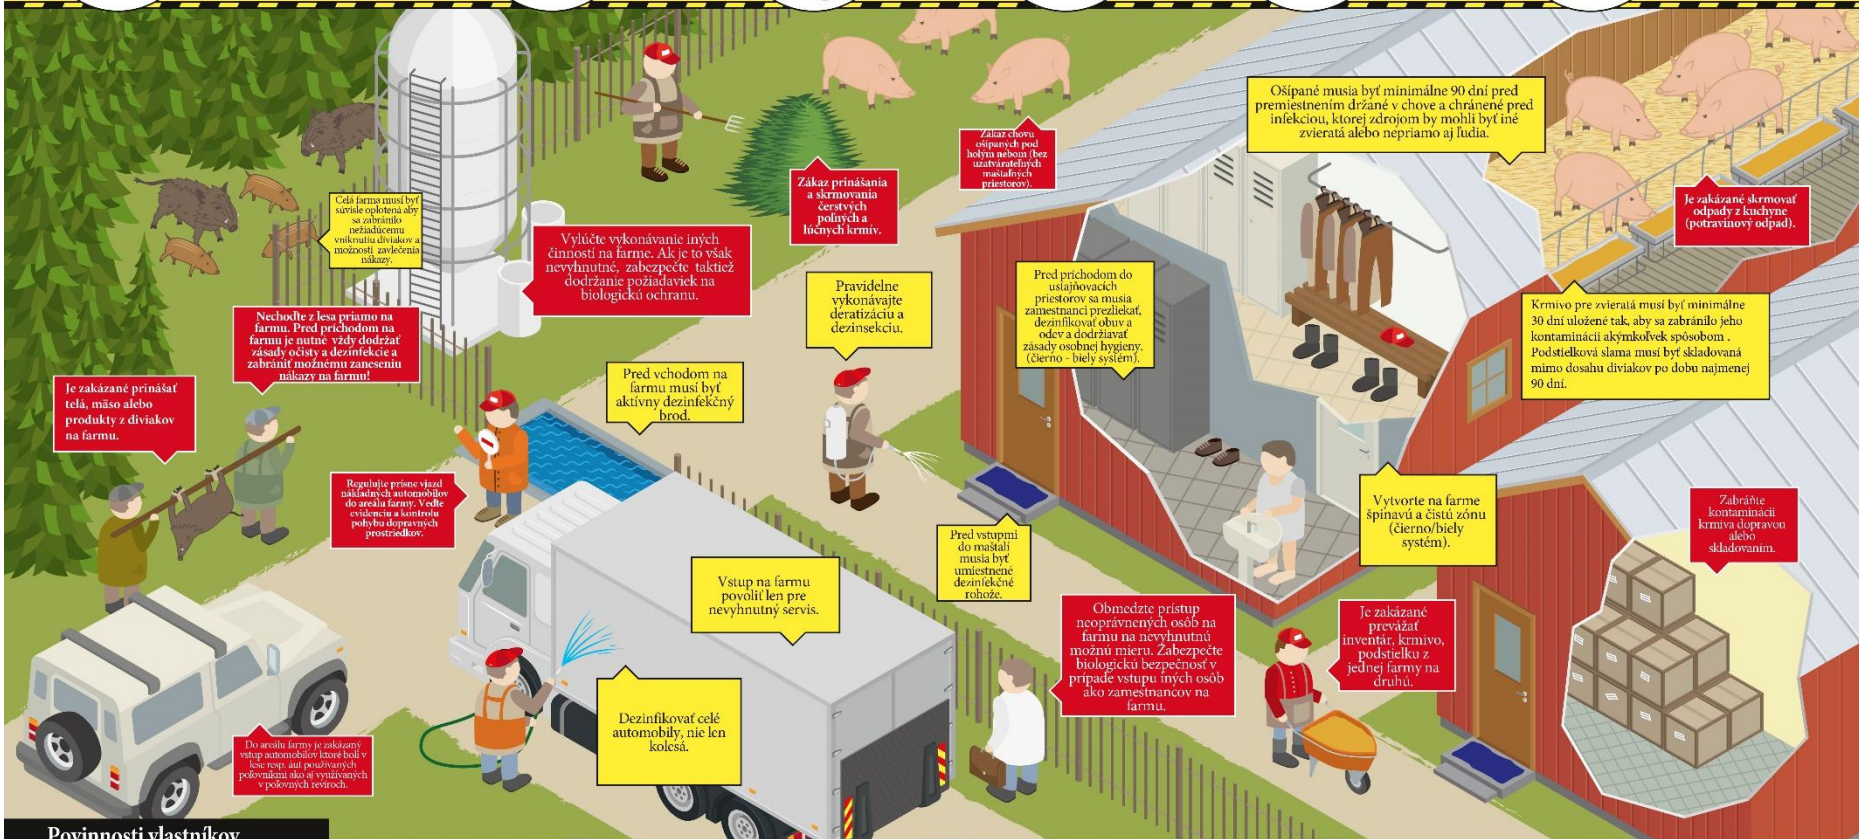 Ošípané musia byť minimálne 90 dní pred
premiestnením držané v chove a chránené pred
infekciou, ktorej zdrojom by mohli byť iné
zvieratá alebo nepriamo aj ľudia.
Zákaz chovu
ošípaných pod
holým nebom (bez
uzatvárateľných
maštaľných
priestorov).
Zákaz prinášania
a skrmovania
čerstvých
poľných a
lúčnych krmív.
Je zakázané skrmovať
odpady z kuchyne
(potravinový odpad).
Celá farma musí byť
súvisle oplotená aby
sa zabránilo
nežiadúcemu
vniknutiu diviakov a
možnosti zavlečenia
nákazy.
Vylúčte vykonávanie iných
činností na farme. Ak je to však
nevyhnutné, zabezpečte taktiež
dodržanie požiadaviek na
biologickú ochranu.
Pravidelne
vykonávajte
deratizáciu a
dezinsekciu.
Pred príchodom do
ustajňovacích
priestorov sa musia
zamestnanci prezliekať,
dezinfikovať obuv a
odev a dodržiavať
zásady osobnej hygieny.
(čierno - biely systém).
Krmivo pre zvieratá musí byť minimálne
30 dní uložené tak, aby sa zabránilo jeho
kontaminácii akýmkoľvek spôsobom .
Podstielková slama musí byť skladovaná
mimo dosahu diviakov po dobu najmenej
90 dní.
Nechoďte z lesa priamo na
farmu. Pred príchodom na
farmu je nutné vždy dodržať
zásady očisty a dezinfekcie a
zabrániť možnému zaneseniu
nákazy na farmu!
Je zakázané prinášať
telá, mäso alebo
produkty z diviakov
na farmu.
Pred vchodom na
farmu musí byť
aktívny dezinfekčný
brod.
Regulujte prísne vjazd
nákladných automobilov
do areálu farmy. Veďte
evidenciu a kontrolu
pohybu dopravných
prostriedkov.
Vytvorte na farme
špinavú a čistú zónu
(čierno/biely
systém).
Zabráňte
kontaminácii
krmiva dopravou
alebo
skladovaním.
Pred vstupmi
do maštalí
musia byť
umiestnené
dezinfekčné
rohože.
Vstup na farmu
povoliť len pre
nevyhnutný servis.
Obmedzte prístup
neoprávnených osôb na
farmu na nevyhnutnú
možnú mieru. Zabezpečte
biologickú bezpečnosť v
prípade vstupu iných osôb
ako zamestnancov na
farmu.
Je zakázané
prevážať
inventár, krmivo,
podstielku z
jednej farmy na
druhú.
Dezinfikovať celé
automobily, nie len
kolesá.
Do areálu farmy je zakázaný
vstup automobilov ktoré boli v
lese resp. áut používaných
poľovníkmi ako aj využívaných
v poľovných revíroch.
Povinnosti vlastníkov